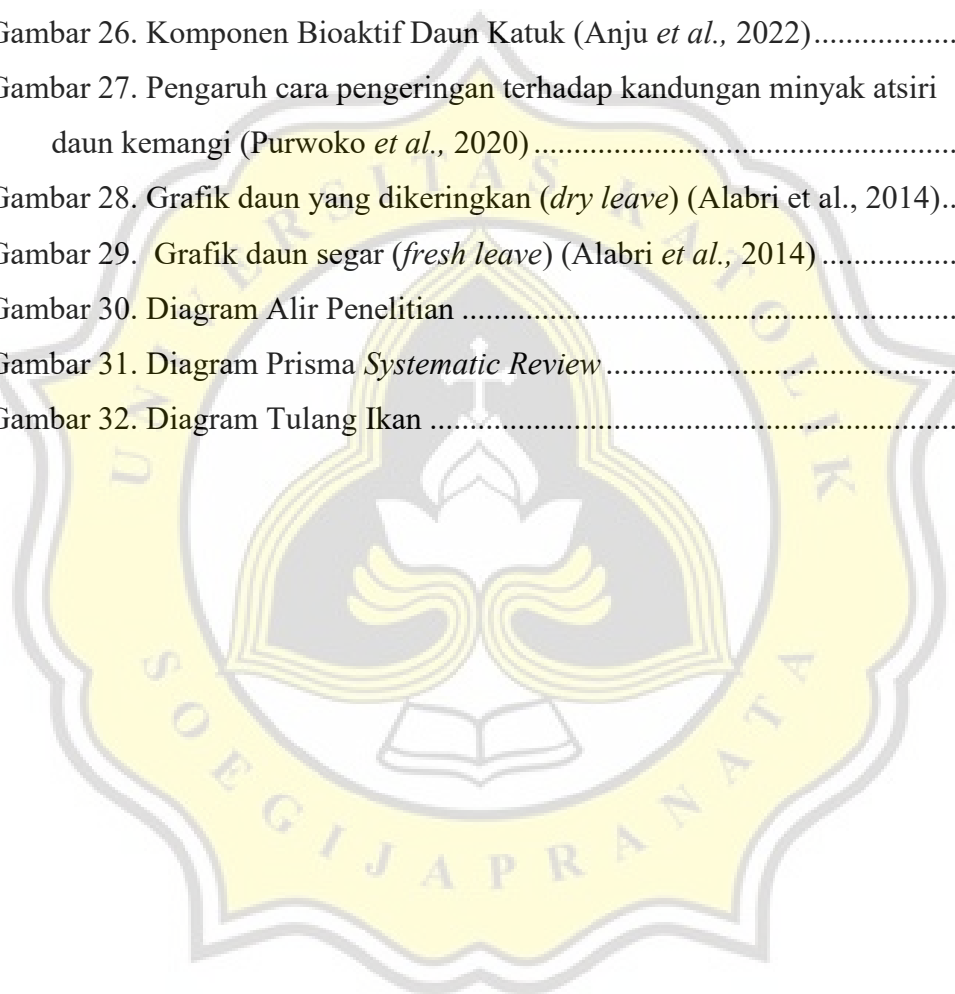 Gambar 26. Komponen Bioaktif Daun Katuk (Anju et al., 2022)...................
Gambar 27. Pengaruh cara pengeringan terhadap kandungan minyak atsiri
daun kemangi (Purwoko et al., 2020)......................................................
Gambar 28. Grafik daun yang dikeringkan (dry leave) (Alabri et al., 2014)..
Gambar 29. Grafik daun segar (fresh leave) (Alabri et al., 2014)..................
Gambar 30. Diagram Alir Penelitian ...............................................................
Gambar 31. Diagram Prisma Systematic Review.............................................
Gambar 32. Diagram Tulang Ikan ...................................................................
UNIVERSITAS KATOLIK
SOEGIJAPRANATA